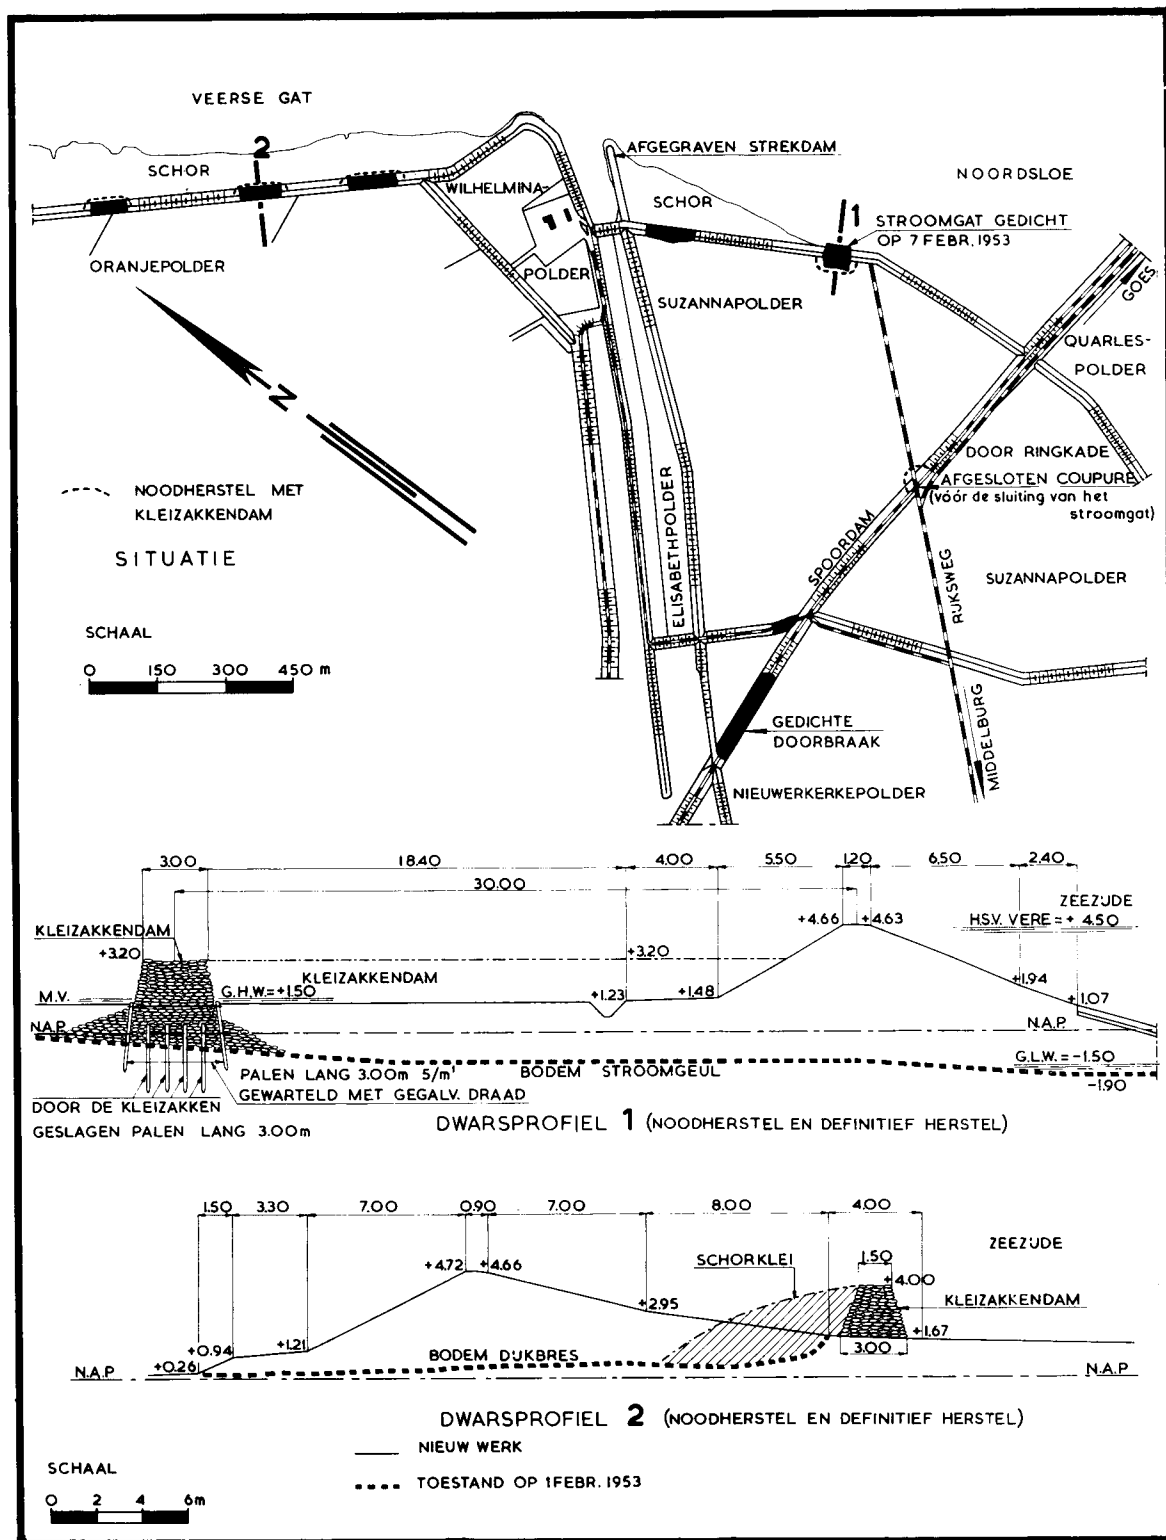 VEERSE GAT
2
SCHOR
WILHELMINA-
POLDER
AFGEGRAVEN STREKDAM
NOORDSLOE
SCHOR
1
STROOMGAT GEDICHT
OP 7 FEBR. 1953
ORANJEPOLDER
SUZANNAPOLDER
GOES
QUARLES-
POLDER
N
DOOR RINGKADE
AFGESLOTEN COUPURE
(vóór de sluiting van het
stroomgat)
NOODHERSTEL MET
KLEIZAKKENDAM
SITUATIE
ELISABETHPOLDER
SPOORDAM
RIJKSWEG
SUZANNAPOLDER
SCHAAL
0 150 300 450 m
MIDDELBURG
GEDICHTE
DOORBRAAK
NIEUWERKERKEPOLDER
3.00 18.40 4.00 5.50 1.20 6.50 2.40
30.00
ZEEZIJDE
KLEIZAKKENDAM
+4.66 +4.63
H.S.V. VERE = + 4.50
+3.20 +3.20
KLEIZAKKENDAM
M.V. G.H.W. = +1.50
+1.23 +1.48 +1.94 +1.07
N.A.P. N.A.P.
G.L.W. = -1.50
PALEN LANG 3.00m 5/m'
BODEM STROOMGEUL
-1.90
GEWARTELD MET GEGALV. DRAAD
DOOR DE KLEIZAKKEN
GESLAGEN PALEN LANG 3.00m
DWARSPROFIEL 1 (NOODHERSTEL EN DEFINITIEF HERSTEL)
1.50 3.30 7.00 0.90 7.00 8.00 4.00
ZEEZIJDE
SCHORKLEI
1.50
+4.72 +4.66
+4.00
KLEIZAKKENDAM
+2.95
+1.67
+0.94 +1.21
BODEM DIJKBRES
3.00
N.A.P. +0.26 N.A.P.
DWARSPROFIEL 2 (NOODHERSTEL EN DEFINITIEF HERSTEL)
NIEUW WERK
SCHAAL
TOESTAND OP 1 FEBR. 1953
0 2 4 6m